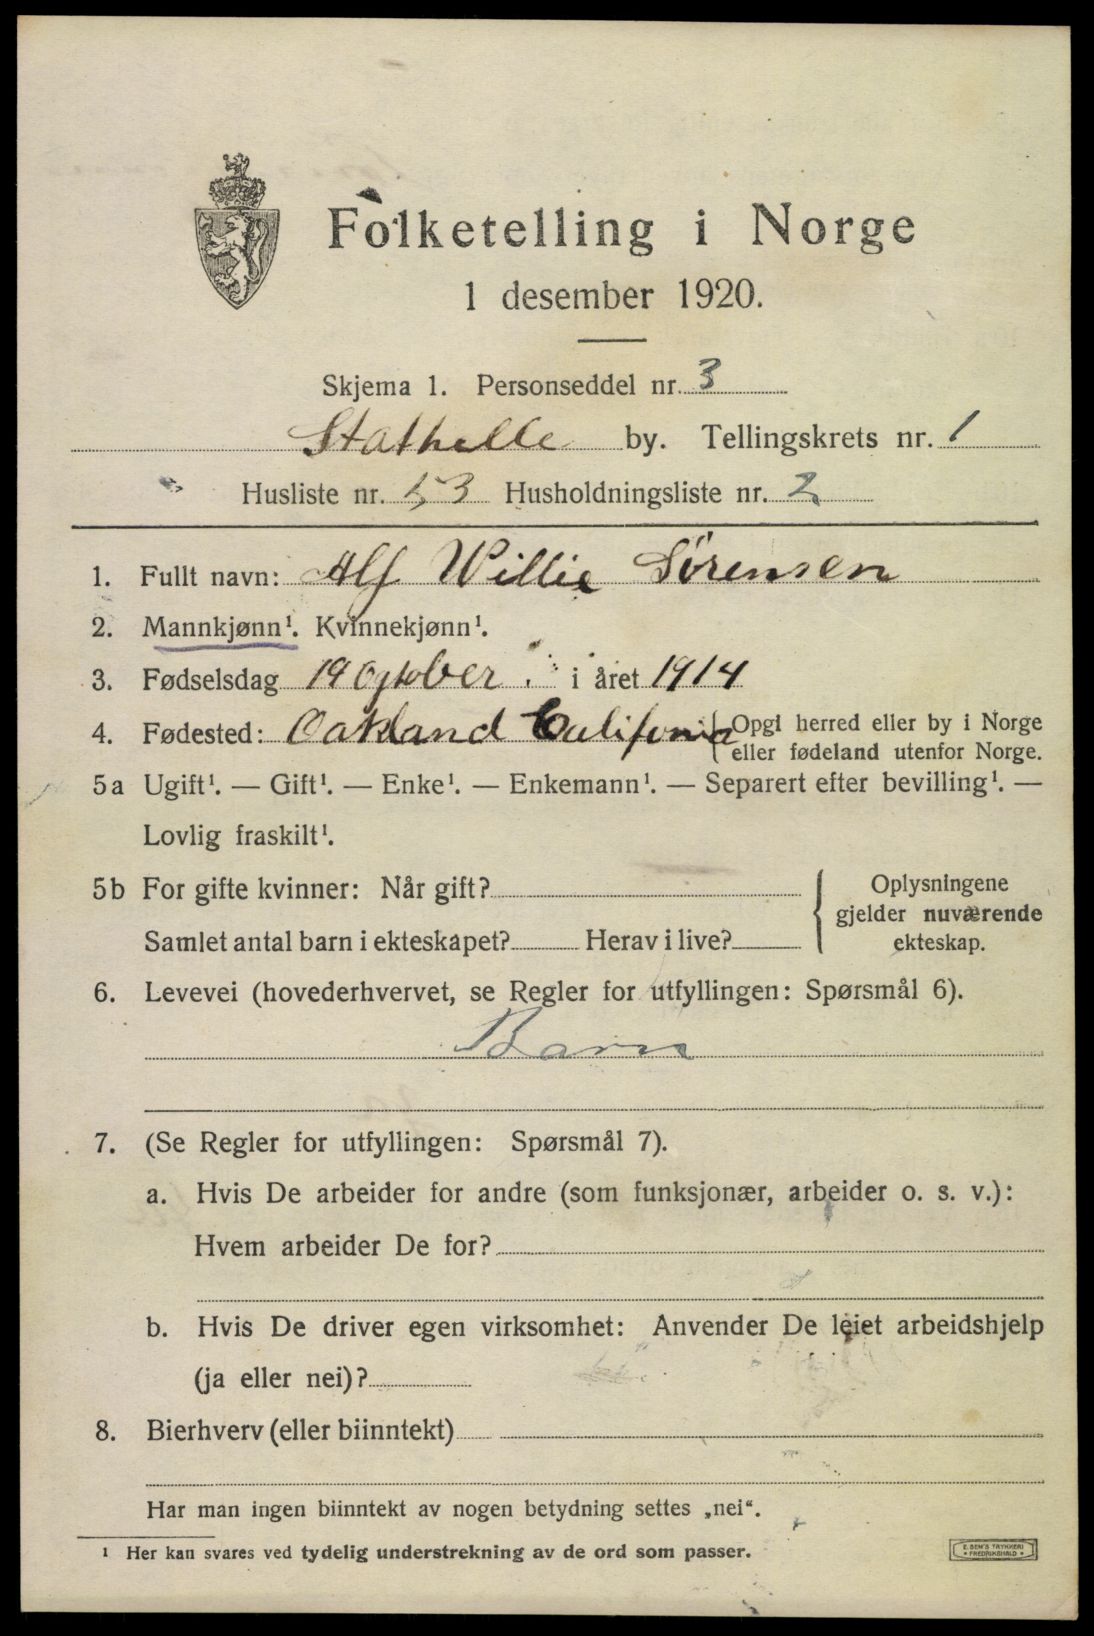 Folketelling i Norge
1 desember 1920.
Skjema 1. Personseddel nr. 3
Stathelle by. Tellingskrets nr. 1
Husliste nr. 53 Husholdningsliste nr. 2
1. Fullt navn: Alf Willie Sørensen
2. Mannkjønn¹. Kvinnekjønn¹.
3. Fødselsdag 19 Ogtober. i året 1914
4. Fødested: Oakland Califonia { Opgi herred eller by i Norge
eller fødeland utenfor Norge.
5a Ugift¹. — Gift¹. — Enke¹. — Enkemann¹. — Separert efter bevilling¹. —
Lovlig fraskilt¹.
5b For gifte kvinner: Når gift?
Samlet antal barn i ekteskapet? Herav i live?
{ Oplysningene
gjelder nuværende
ekteskap.
6. Levevei (hovederhvervet, se Regler for utfyllingen: Spørsmål 6).
Barn
7. (Se Regler for utfyllingen: Spørsmål 7).
a. Hvis De arbeider for andre (som funksjonær, arbeider o. s. v.):
Hvem arbeider De for?
b. Hvis De driver egen virksomhet: Anvender De leiet arbeidshjelp
(ja eller nei)?
8. Bierhverv (eller biinntekt)
Har man ingen biinntekt av nogen betydning settes „nei“.
¹ Her kan svares ved tydelig understrekning av de ord som passer.
E. SEM'S TRYKKERI
• FREDRIKSHALD •